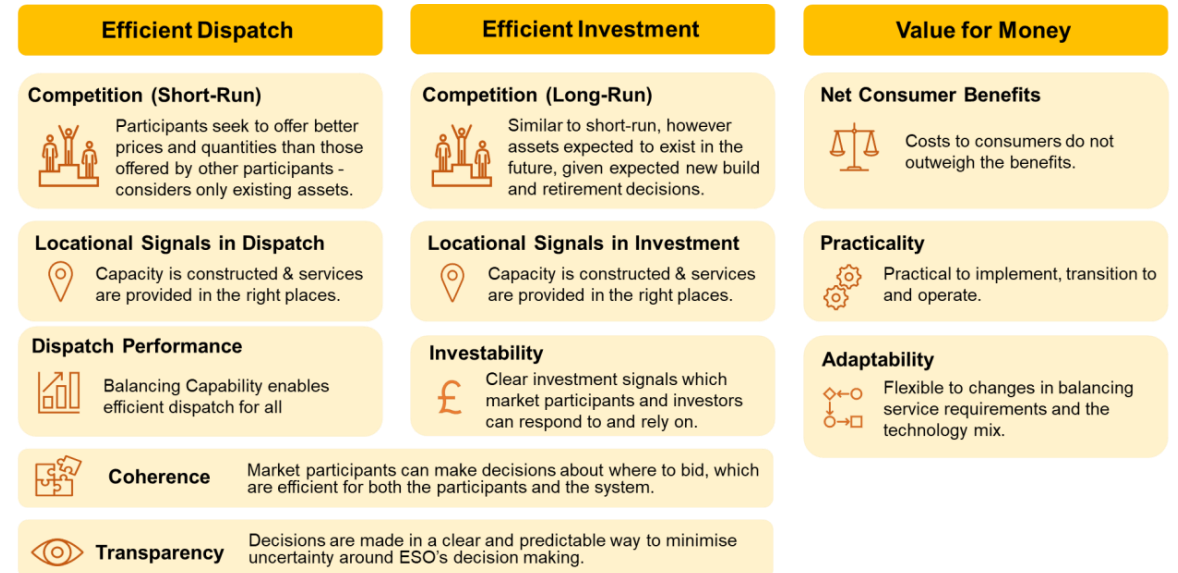 Efficient Dispatch
Efficient Investment
Value for Money
Competition (Short-Run)
Participants seek to offer better
prices and quantities than those
offered by other participants -
considers only existing assets.
Competition (Long-Run)
Similar to short-run, however
assets expected to exist in the
future, given expected new build
and retirement decisions.
Net Consumer Benefits
Costs to consumers do not
outweigh the benefits.
Locational Signals in Dispatch
Capacity is constructed & services
are provided in the right places.
Locational Signals in Investment
Capacity is constructed & services
are provided in the right places.
Practicality
Practical to implement, transition to
and operate.
Dispatch Performance
Balancing Capability enables
efficient dispatch for all
Investability
£
Clear investment signals which
market participants and investors
can respond to and rely on.
Adaptability
Flexible to changes in balancing
service requirements and the
technology mix.
Coherence
Market participants can make decisions about where to bid, which
are efficient for both the participants and the system.
Transparency
Decisions are made in a clear and predictable way to minimise
uncertainty around ESO's decision making.